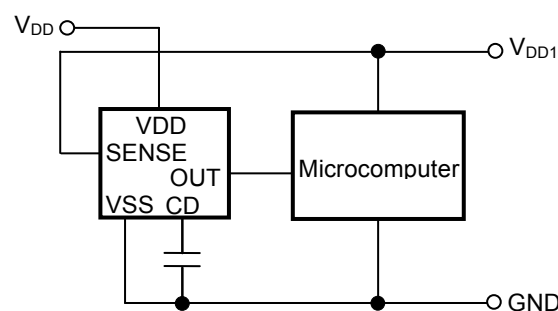 VDD
VDD1
VDD
SENSE
OUT
VSS CD
Microcomputer
GND